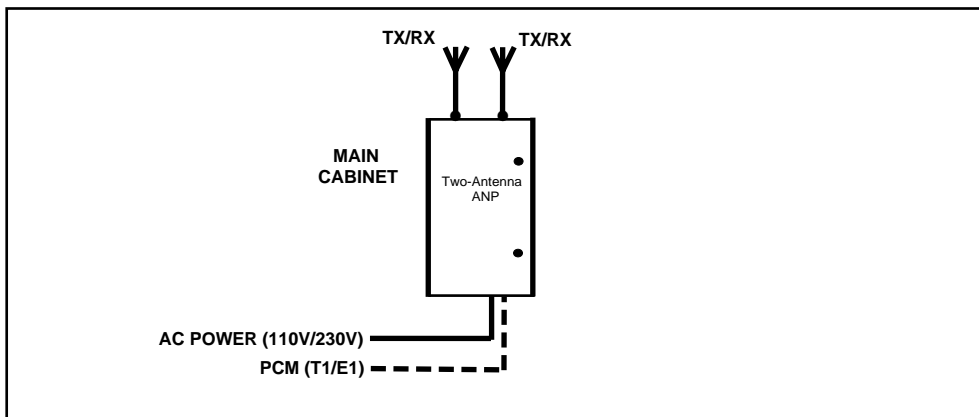 TX/RX
TX/RX
MAIN
CABINET
Two-Antenna
ANP
AC POWER (110V/230V)
PCM (T1/E1)